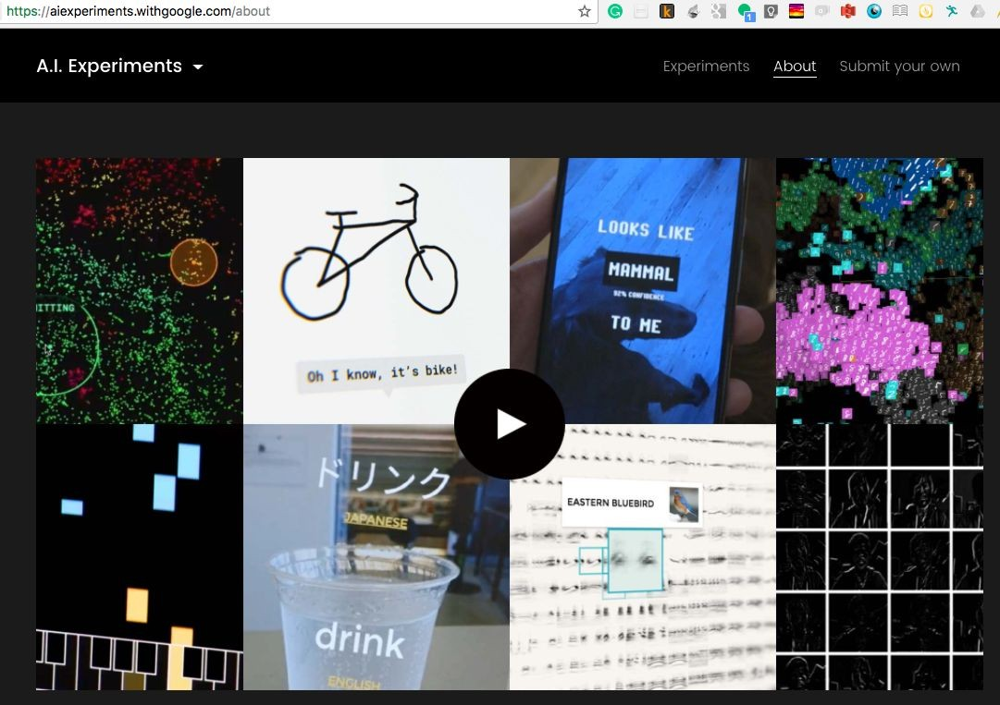 https://aiexperiments.withgoogle.com/about
1
A.I. Experiments
Experiments
About
Submit your own
LOOKS LIKE
MAMMAL
92% CONFIDENCE
TO ME
ITTING
Oh I know, it's bike!
ドリンク
JAPANESE
EASTERN BLUEBIRD
drink
ENGLISH